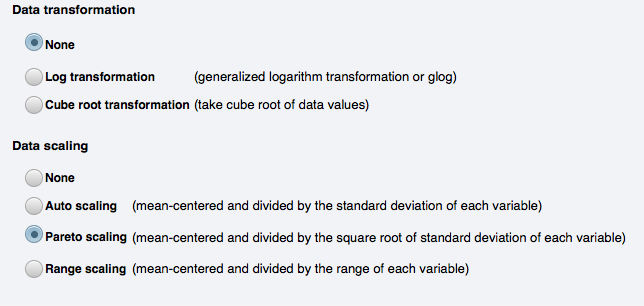 Data transformation
None
Log transformation (generalized logarithm transformation or glog)
Cube root transformation (take cube root of data values)
Data scaling
None
Auto scaling (mean-centered and divided by the standard deviation of each variable)
Pareto scaling (mean-centered and divided by the square root of standard deviation of each variable)
Range scaling (mean-centered and divided by the range of each variable)